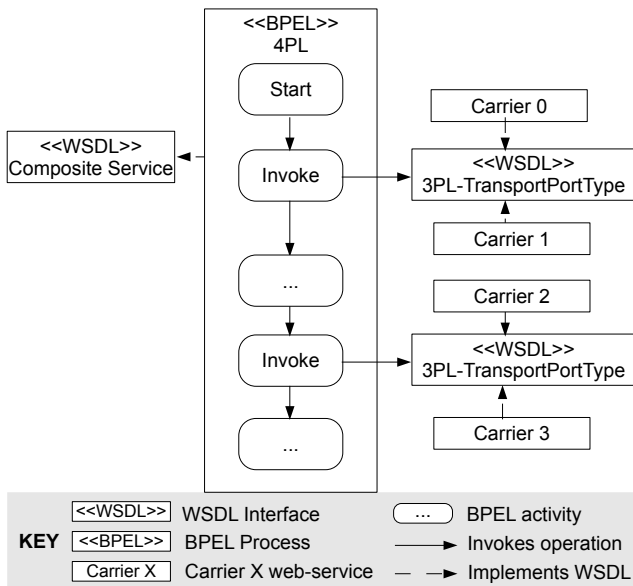 <<BPEL>>
4PL
Start
Carrier 0
<<WSDL>>
Composite Service
Invoke
<<WSDL>>
3PL-TransportPortType
Carrier 1
...
Carrier 2
Invoke
<<WSDL>>
3PL-TransportPortType
...
Carrier 3
KEY
<<WSDL>> WSDL Interface
<<BPEL>> BPEL Process
Carrier X Carrier X web-service
... BPEL activity
Invokes operation
Implements WSDL